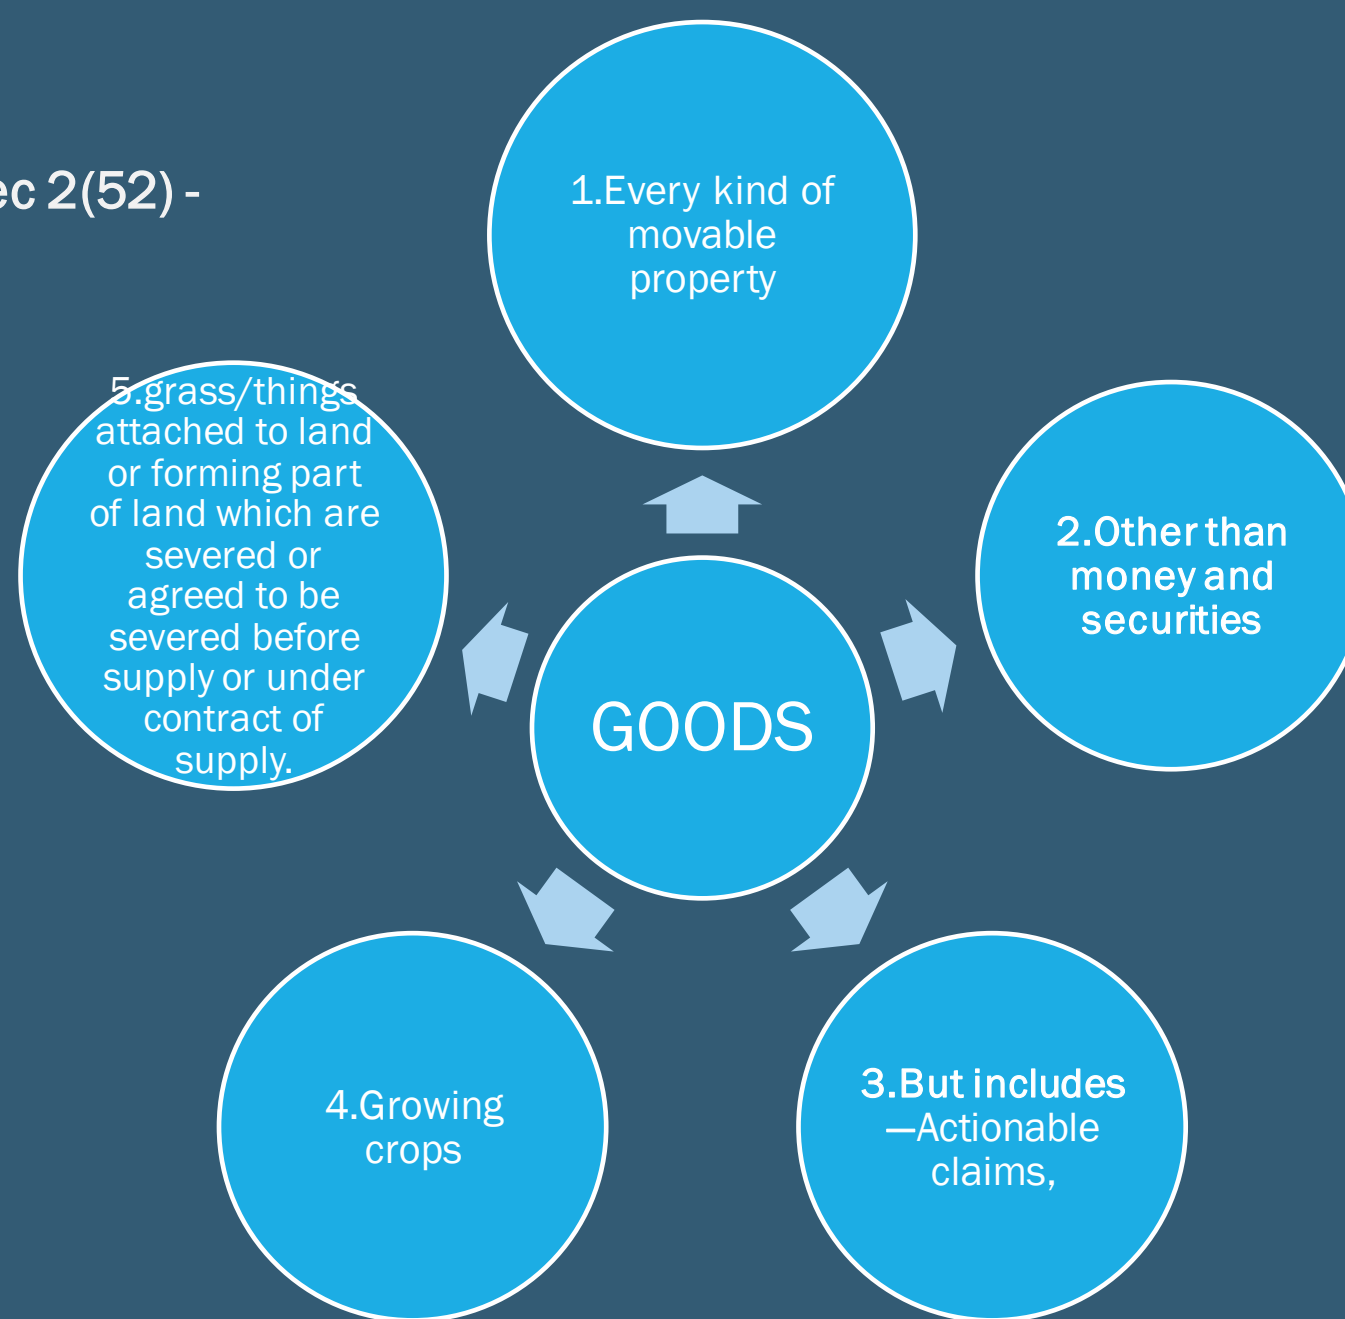 ec 2(52) -
1.Every kind of
movable
property
2.Other than
money and
securities
3.But includes
—Actionable
claims,
4.Growing
crops
5.grass/things
attached to land
or forming part
of land which are
severed or
agreed to be
severed before
supply or under
contract of
supply.
GOODS